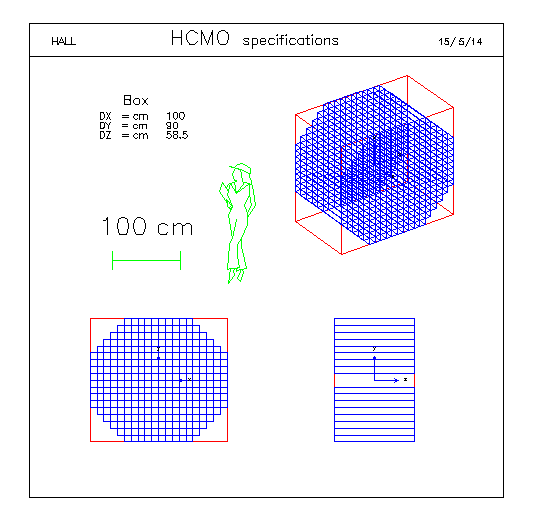 HALL HCMO specifications 15/5/14
Box
DX = cm 100
DY = cm 90
DZ = cm 58.5
100 cm
y
x
y
z